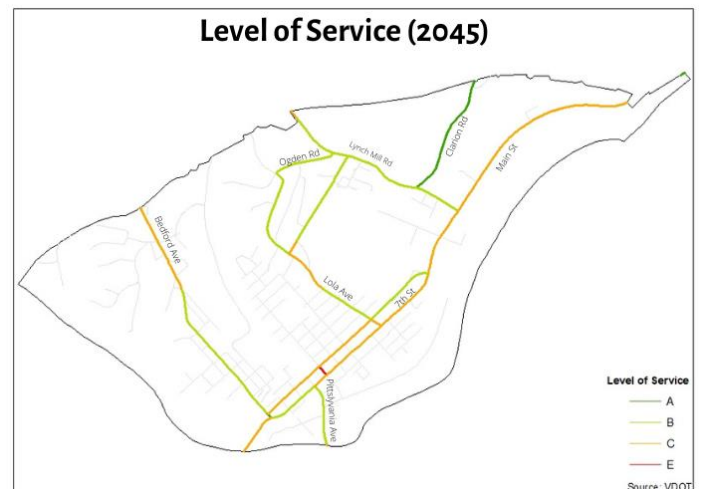 Level of Service (2045)
Clarion Rd
Lynch Mill Rd
Ogden Rd
Main St
Bedford Ave
Lola Ave
7th St
Pittslyvania Ave
Level of Service
A
B
C
E
Source: VDOT